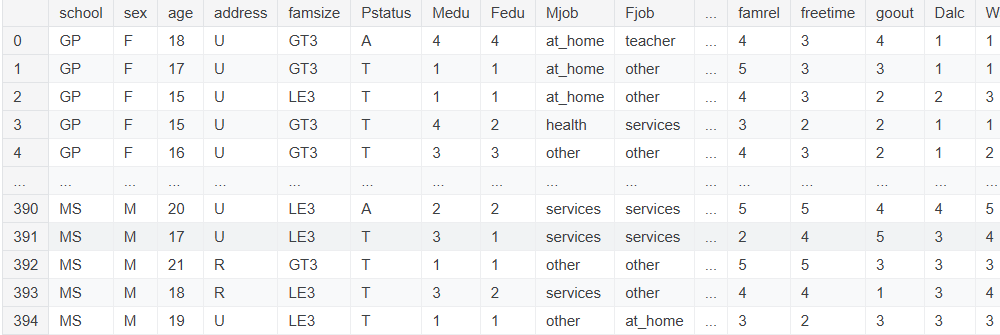 school sex age address famsize Pstatus Medu Fedu Mjob Fjob ... famrel freetime goout Dalc W
0 GP F 18 U GT3 A 4 4 at_home teacher ... 4 3 4 1 1
1 GP F 17 U GT3 T 1 1 at_home other ... 5 3 3 1 1
2 GP F 15 U LE3 T 1 1 at_home other ... 4 3 2 2 3
3 GP F 15 U GT3 T 4 2 health services ... 3 2 2 1 1
4 GP F 16 U GT3 T 3 3 other other ... 4 3 2 1 2
... ... ... ... ... ... ... ... ... ... ... ... ... ... ... ... ...
390 MS M 20 U LE3 A 2 2 services services ... 5 5 4 4 5
391 MS M 17 U LE3 T 3 1 services services ... 2 4 5 3 4
392 MS M 21 R GT3 T 1 1 other other ... 5 5 3 3 3
393 MS M 18 R LE3 T 3 2 services other ... 4 4 1 3 4
394 MS M 19 U LE3 T 1 1 other at_home ... 3 2 3 3 3